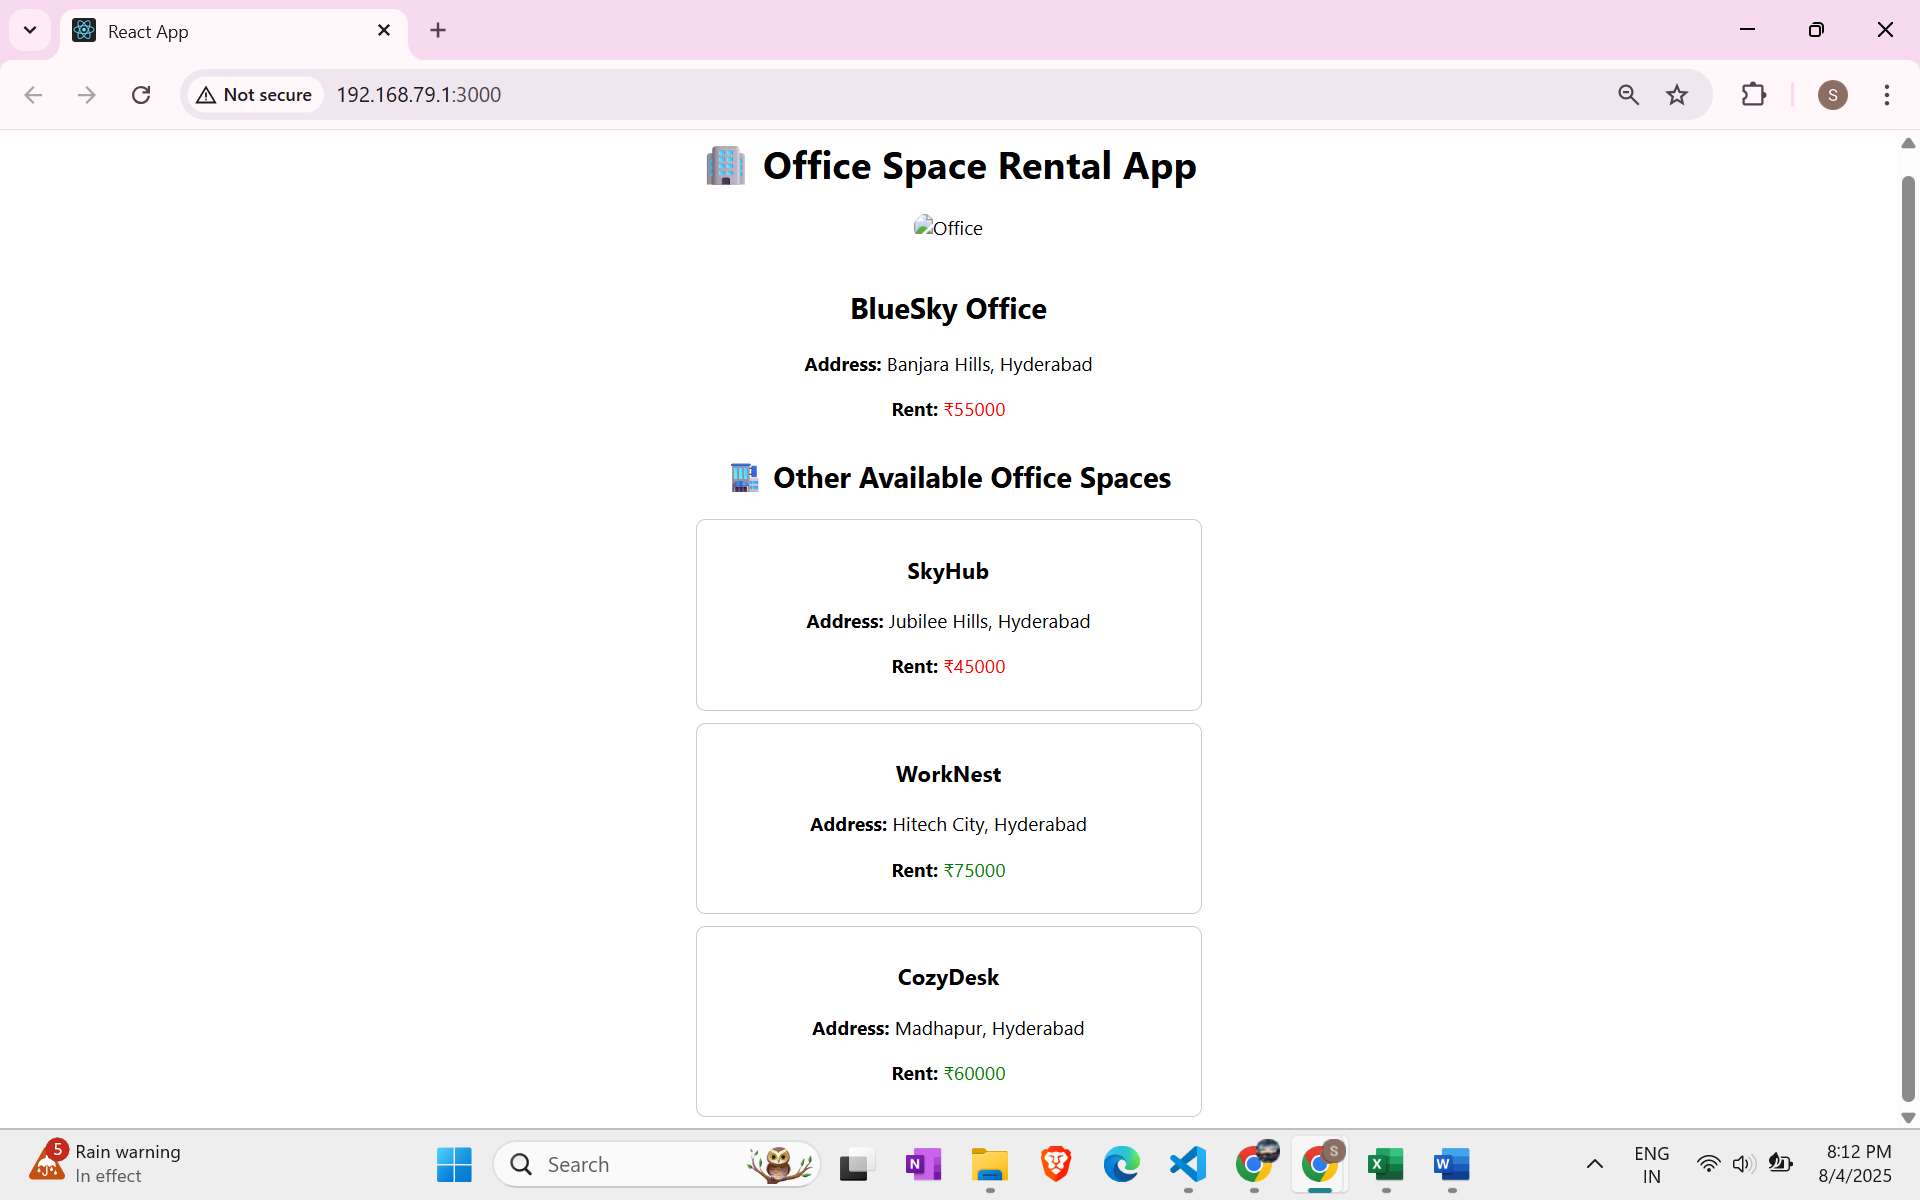 React App
Not secure
192.168.79.1:3000
S
Office Space Rental App
Office
BlueSky Office
Address: Banjara Hills, Hyderabad
Rent: ₹55000
Other Available Office Spaces
SkyHub
Address: Jubilee Hills, Hyderabad
Rent: ₹45000
WorkNest
Address: Hitech City, Hyderabad
Rent: ₹75000
CozyDesk
Address: Madhapur, Hyderabad
Rent: ₹60000
5
Rain warning
In effect
Search
N
S
X
W
ENG
IN
8:12 PM
8/4/2025